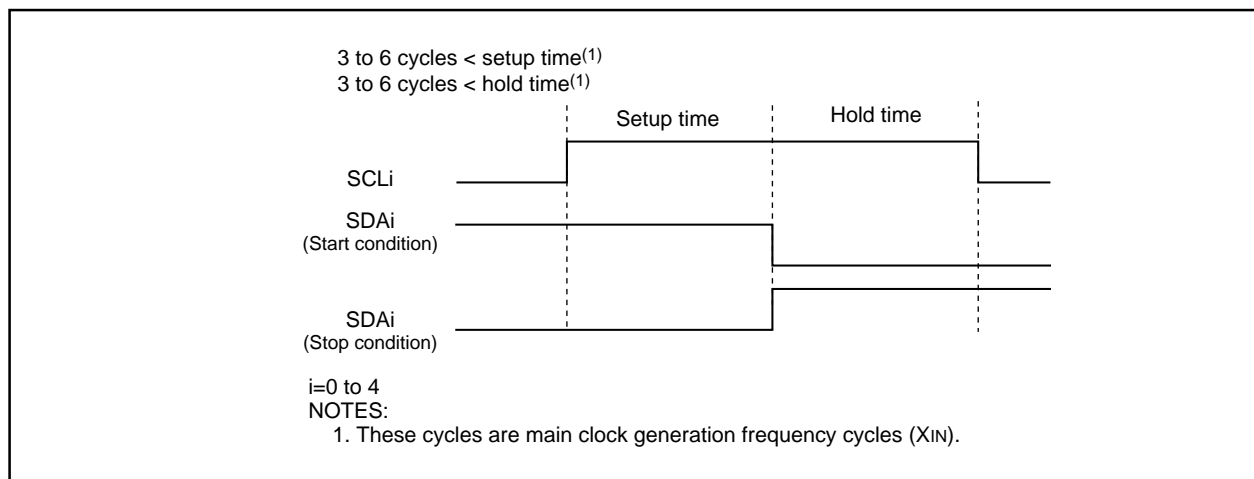 3 to 6 cycles < setup time(1)
3 to 6 cycles < hold time(1)
Setup time
Hold time
SCLi
SDAi
(Start condition)
SDAi
(Stop condition)
i=0 to 4
NOTES:
1. These cycles are main clock generation frequency cycles (XIN).